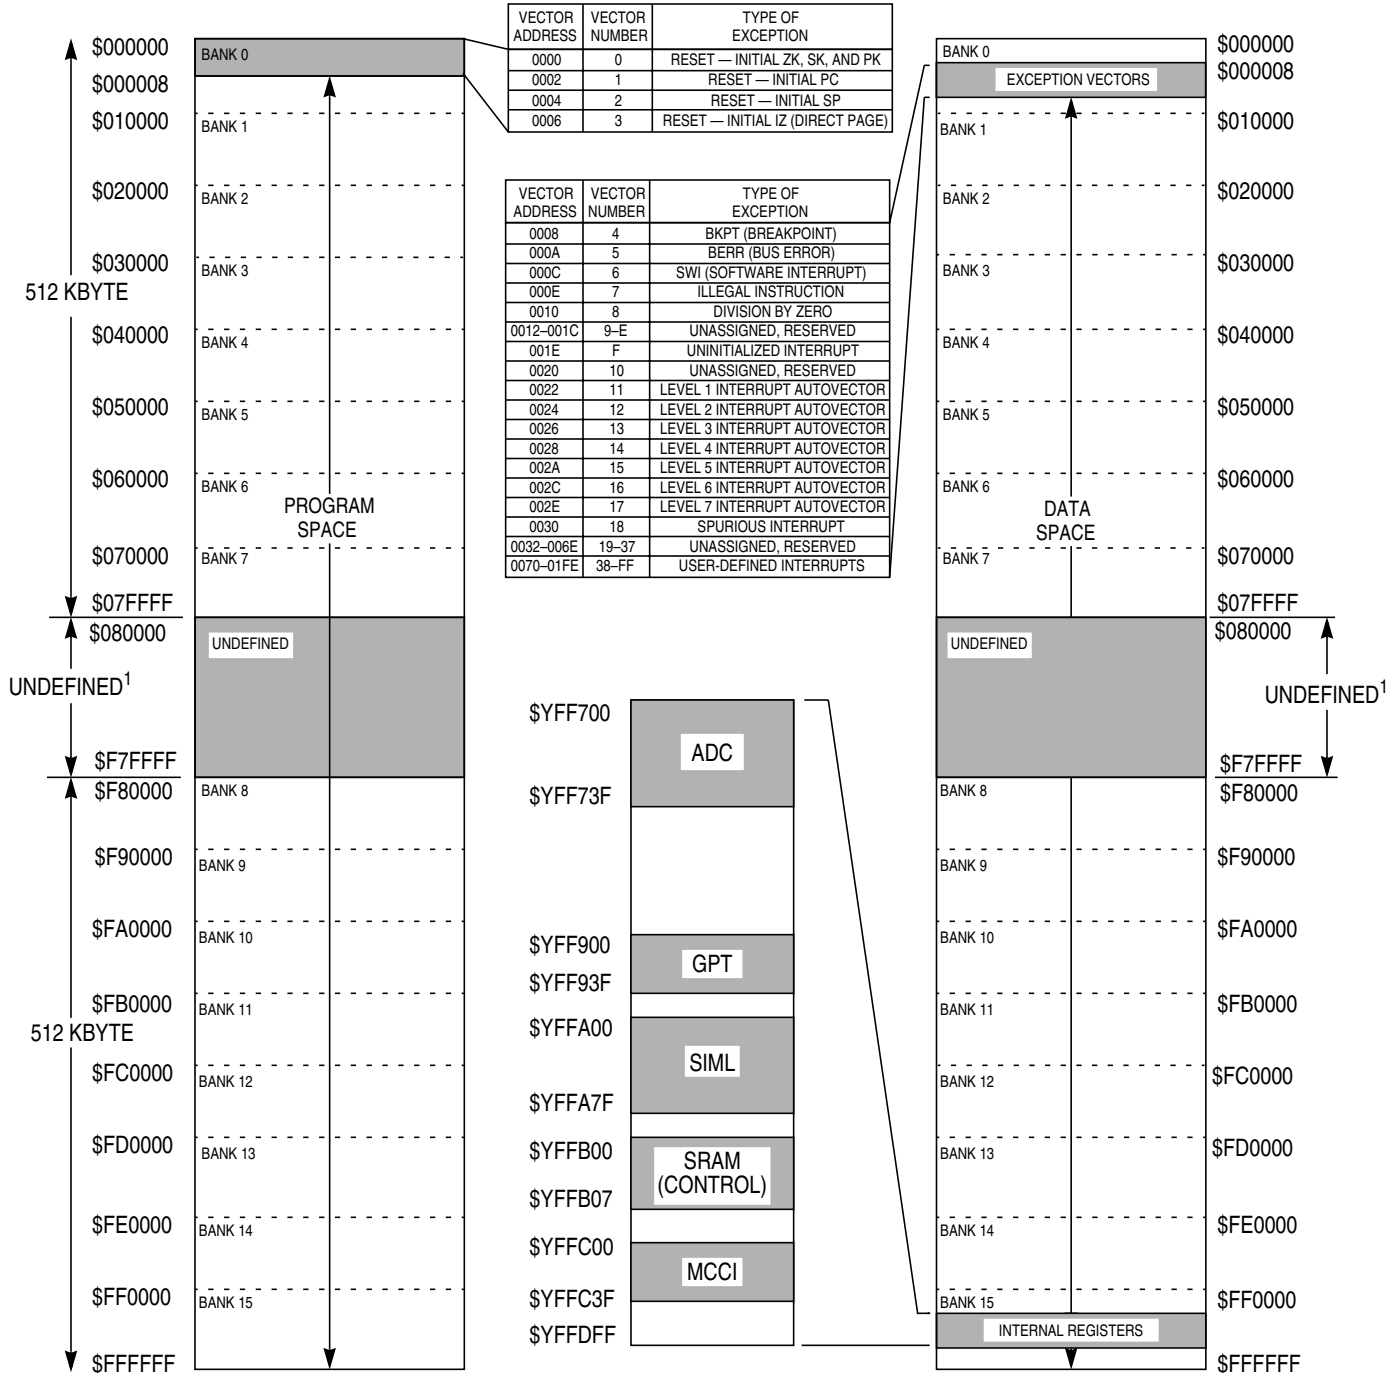 $000000
$000008
$010000
$020000
$030000
512 KBYTE
$040000
$050000
$060000
$070000
$07FFFF
$080000
UNDEFINED1
$F7FFFF
$F80000
$F90000
$FA0000
$FB0000
512 KBYTE
$FC0000
$FD0000
$FE0000
$FF0000
$FFFFFF
BANK 0
BANK 1
BANK 2
BANK 3
BANK 4
BANK 5
BANK 6
PROGRAM
SPACE
BANK 7
UNDEFINED
BANK 8
BANK 9
BANK 10
BANK 11
BANK 12
BANK 13
BANK 14
BANK 15
VECTOR ADDRESS VECTOR NUMBER TYPE OF EXCEPTION
0000 0 RESET — INITIAL ZK, SK, AND PK
0002 1 RESET — INITIAL PC
0004 2 RESET — INITIAL SP
0006 3 RESET — INITIAL IZ (DIRECT PAGE)
VECTOR ADDRESS VECTOR NUMBER TYPE OF EXCEPTION
0008 4 BKPT (BREAKPOINT)
000A 5 BERR (BUS ERROR)
000C 6 SWI (SOFTWARE INTERRUPT)
000E 7 ILLEGAL INSTRUCTION
0010 8 DIVISION BY ZERO
0012–001C 9–E UNASSIGNED, RESERVED
001E F UNINITIALIZED INTERRUPT
0020 10 UNASSIGNED, RESERVED
0022 11 LEVEL 1 INTERRUPT AUTOVECTOR
0024 12 LEVEL 2 INTERRUPT AUTOVECTOR
0026 13 LEVEL 3 INTERRUPT AUTOVECTOR
0028 14 LEVEL 4 INTERRUPT AUTOVECTOR
002A 15 LEVEL 5 INTERRUPT AUTOVECTOR
002C 16 LEVEL 6 INTERRUPT AUTOVECTOR
002E 17 LEVEL 7 INTERRUPT AUTOVECTOR
0030 18 SPURIOUS INTERRUPT
0032–006E 19–37 UNASSIGNED, RESERVED
0070–01FE 38–FF USER-DEFINED INTERRUPTS
$YFF700
ADC
$YFF73F
$YFF900
GPT
$YFF93F
$YFFA00
SIML
$YFFA7F
$YFFB00
SRAM
(CONTROL)
$YFFB07
$YFFC00
MCCI
$YFFC3F
$YFFDFF
BANK 0
EXCEPTION VECTORS
BANK 1
BANK 2
BANK 3
BANK 4
BANK 5
BANK 6
DATA
SPACE
BANK 7
UNDEFINED
BANK 8
BANK 9
BANK 10
BANK 11
BANK 12
BANK 13
BANK 14
BANK 15
INTERNAL REGISTERS
$000000
$000008
$010000
$020000
$030000
$040000
$050000
$060000
$070000
$07FFFF
$080000
UNDEFINED1
$F7FFFF
$F80000
$F90000
$FA0000
$FB0000
$FC0000
$FD0000
$FE0000
$FF0000
$FFFFFF